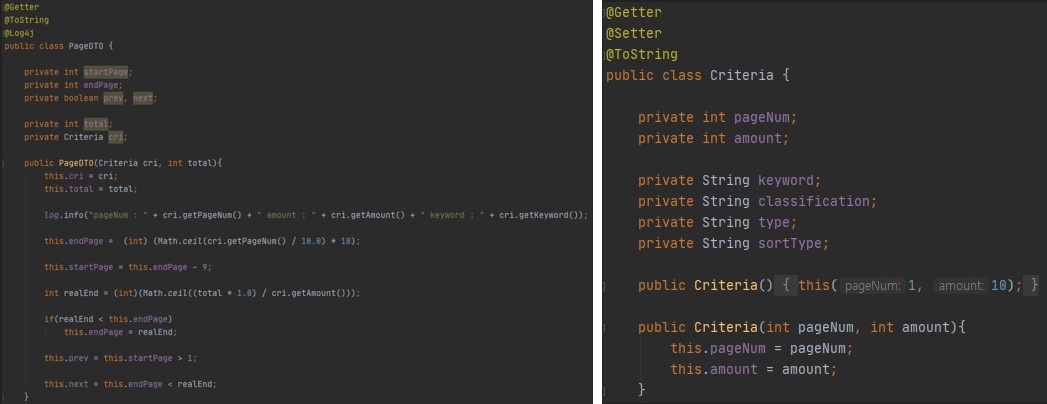 @Getter
@ToString
@Log4j
public class PageDTO {
private int startPage;
private int endPage;
private boolean prev, next;
private int total;
private Criteria cri;
public PageDTO(Criteria cri, int total){
this.cri = cri;
this.total = total;
log.info("pageNum : " + cri.getPageNum() + " amount : " + cri.getAmount() + " keyword : " + cri.getKeyword());
this.endPage =  (int) (Math.ceil(cri.getPageNum() / 10.0) * 10);
this.startPage = this.endPage - 9;
int realEnd = (int)(Math.ceil((total * 1.0) / cri.getAmount()));
if(realEnd < this.endPage)
this.endPage = realEnd;
this.prev = this.startPage > 1;
this.next = this.endPage < realEnd;
}
@Getter
@Setter
@ToString
public class Criteria {
private int pageNum;
private int amount;
private String keyword;
private String classification;
private String type;
private String sortType;
public Criteria() { this( pageNum: 1, amount: 10); }
public Criteria(int pageNum, int amount){
this.pageNum = pageNum;
this.amount = amount;
}